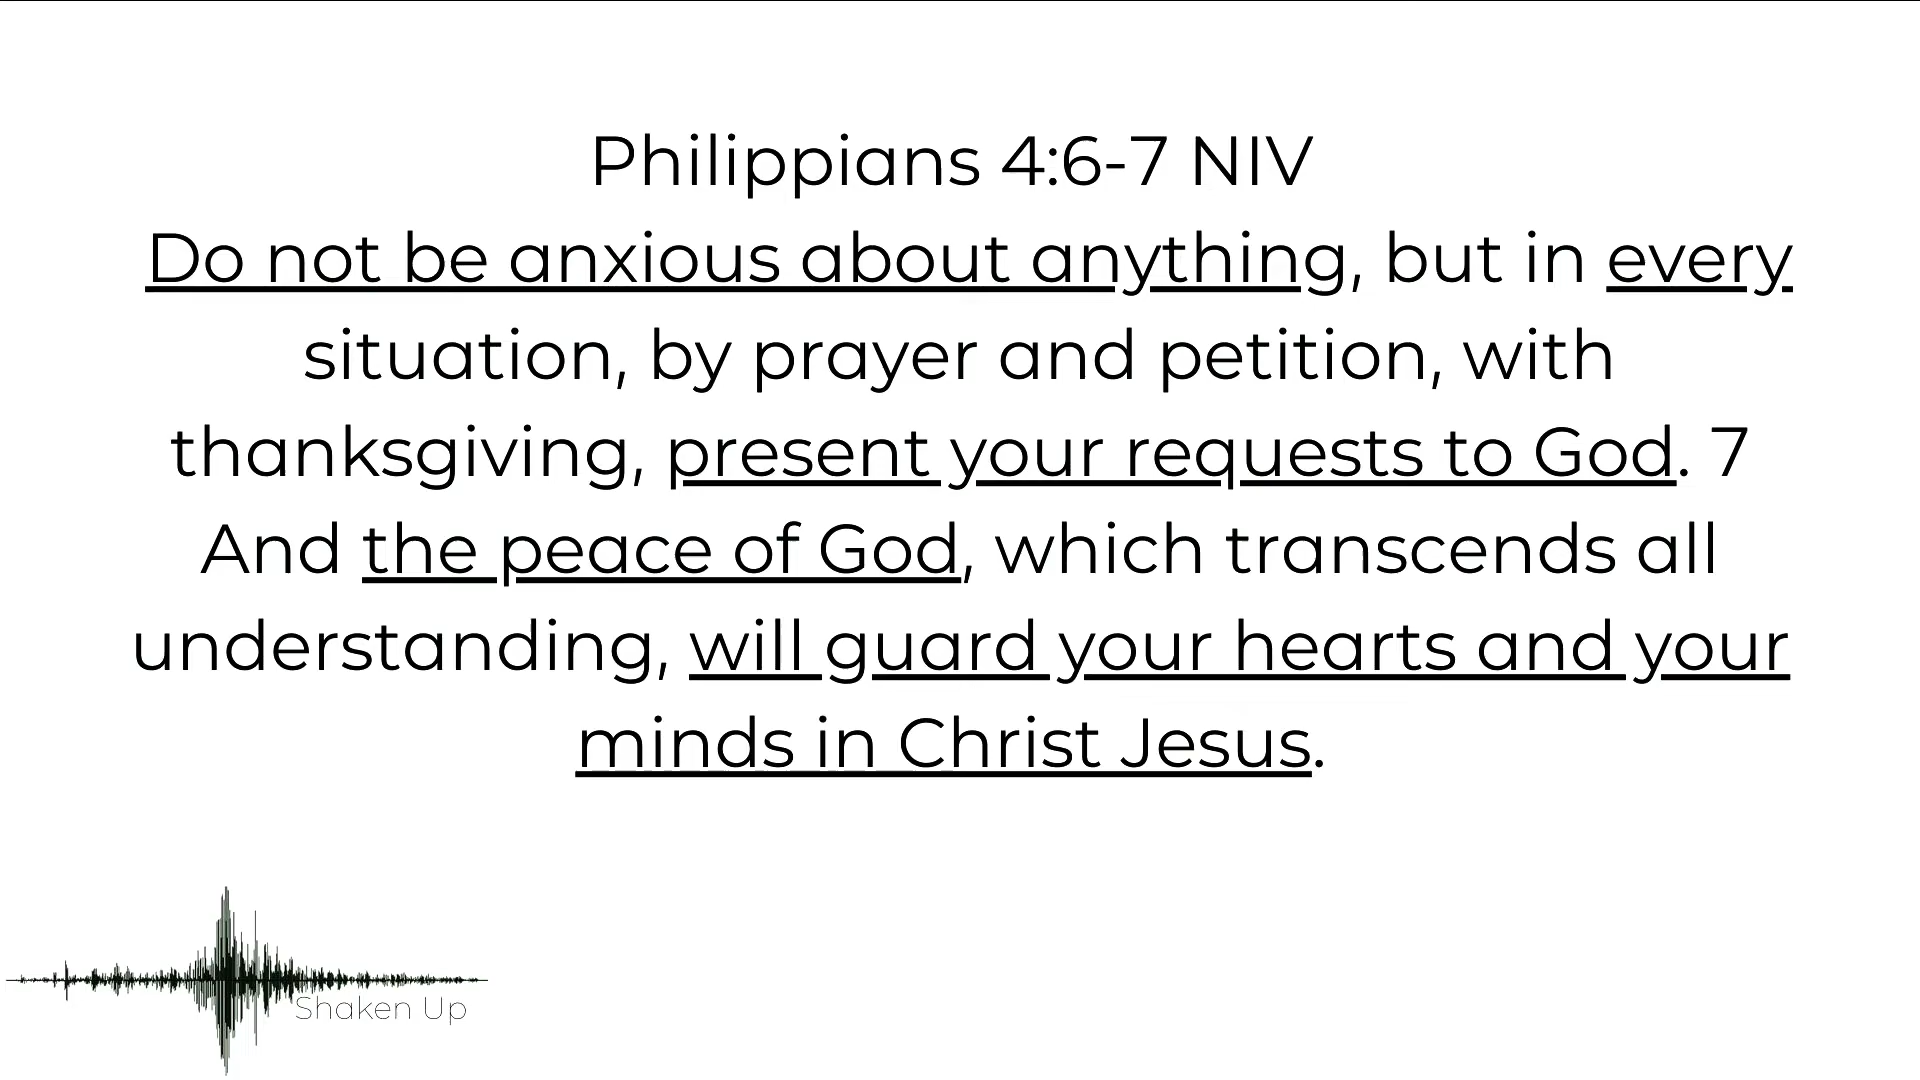 Philippians 4:6-7 NIV
Do not be anxious about anything, but in every
situation, by prayer and petition, with
thanksgiving, present your requests to God. 7
And the peace of God, which transcends all
understanding, will guard your hearts and your
minds in Christ Jesus.
Shaken Up